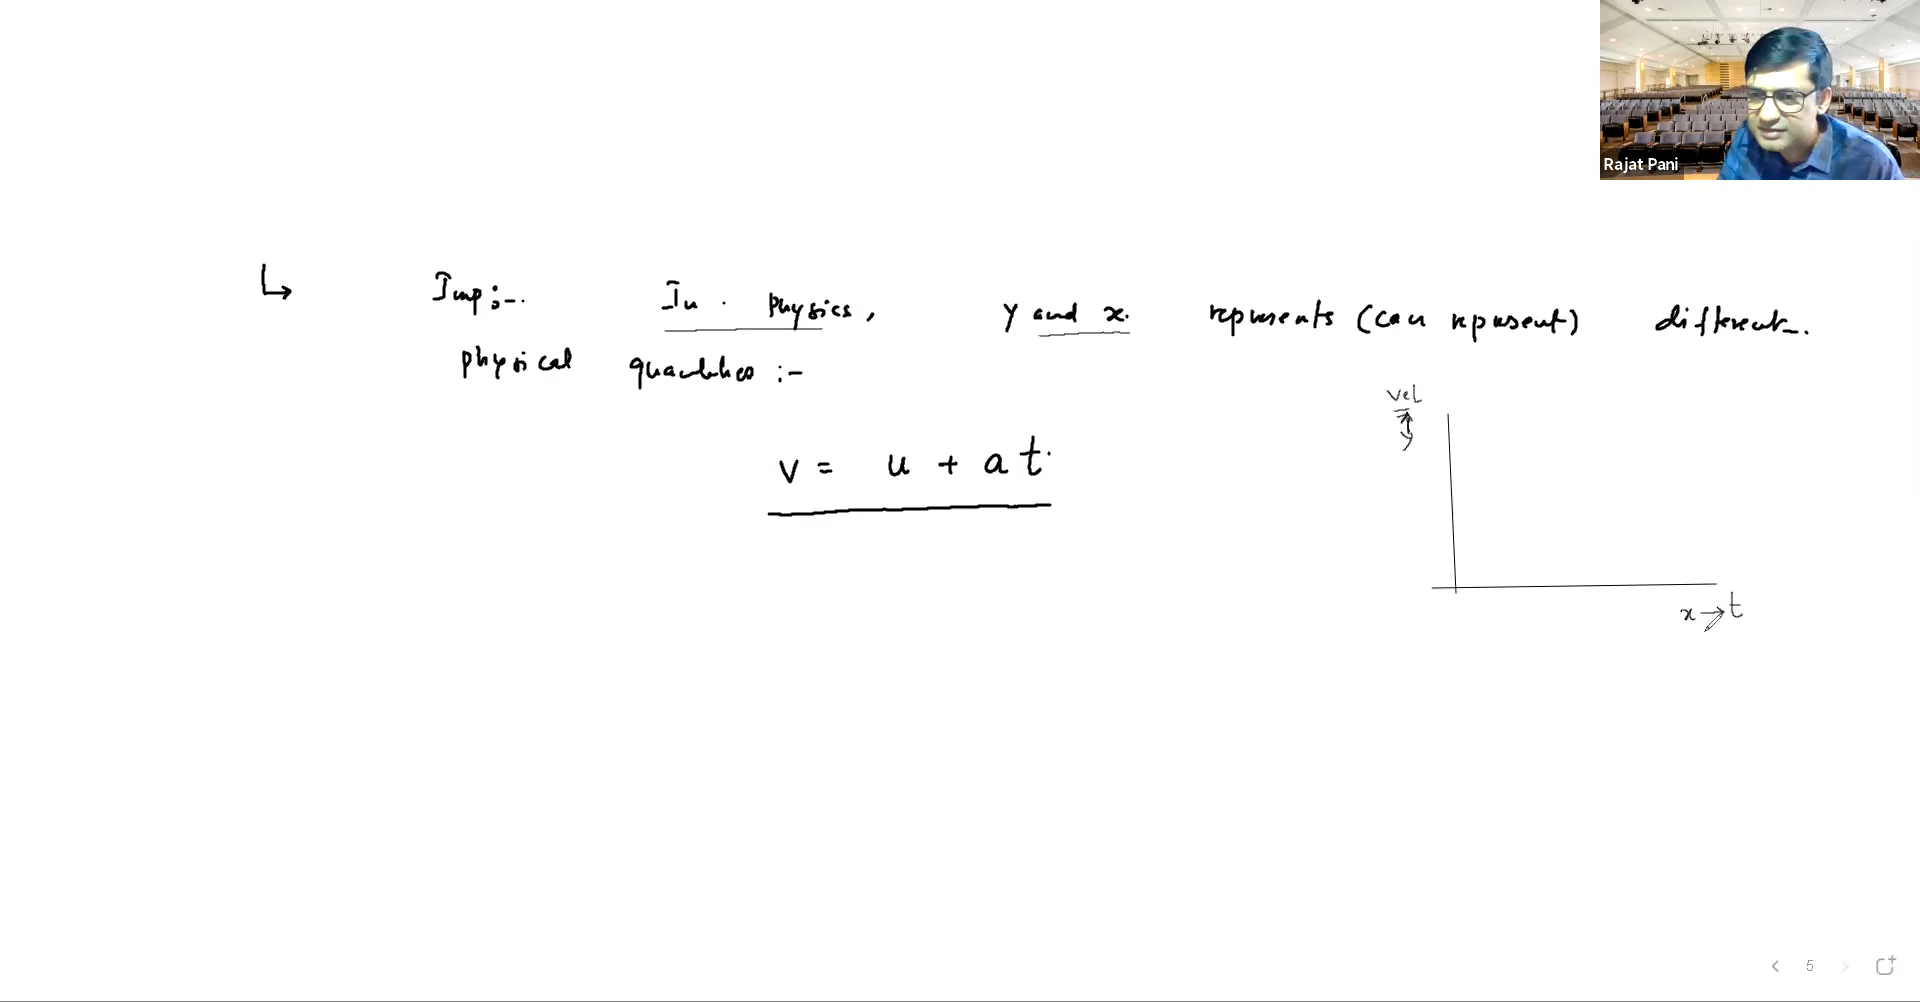 Rajat Pani
↳ Imp:- In physics, y and x represents (can represent) different
physical quantities :-
vel
y
v = u + at
x → t
5